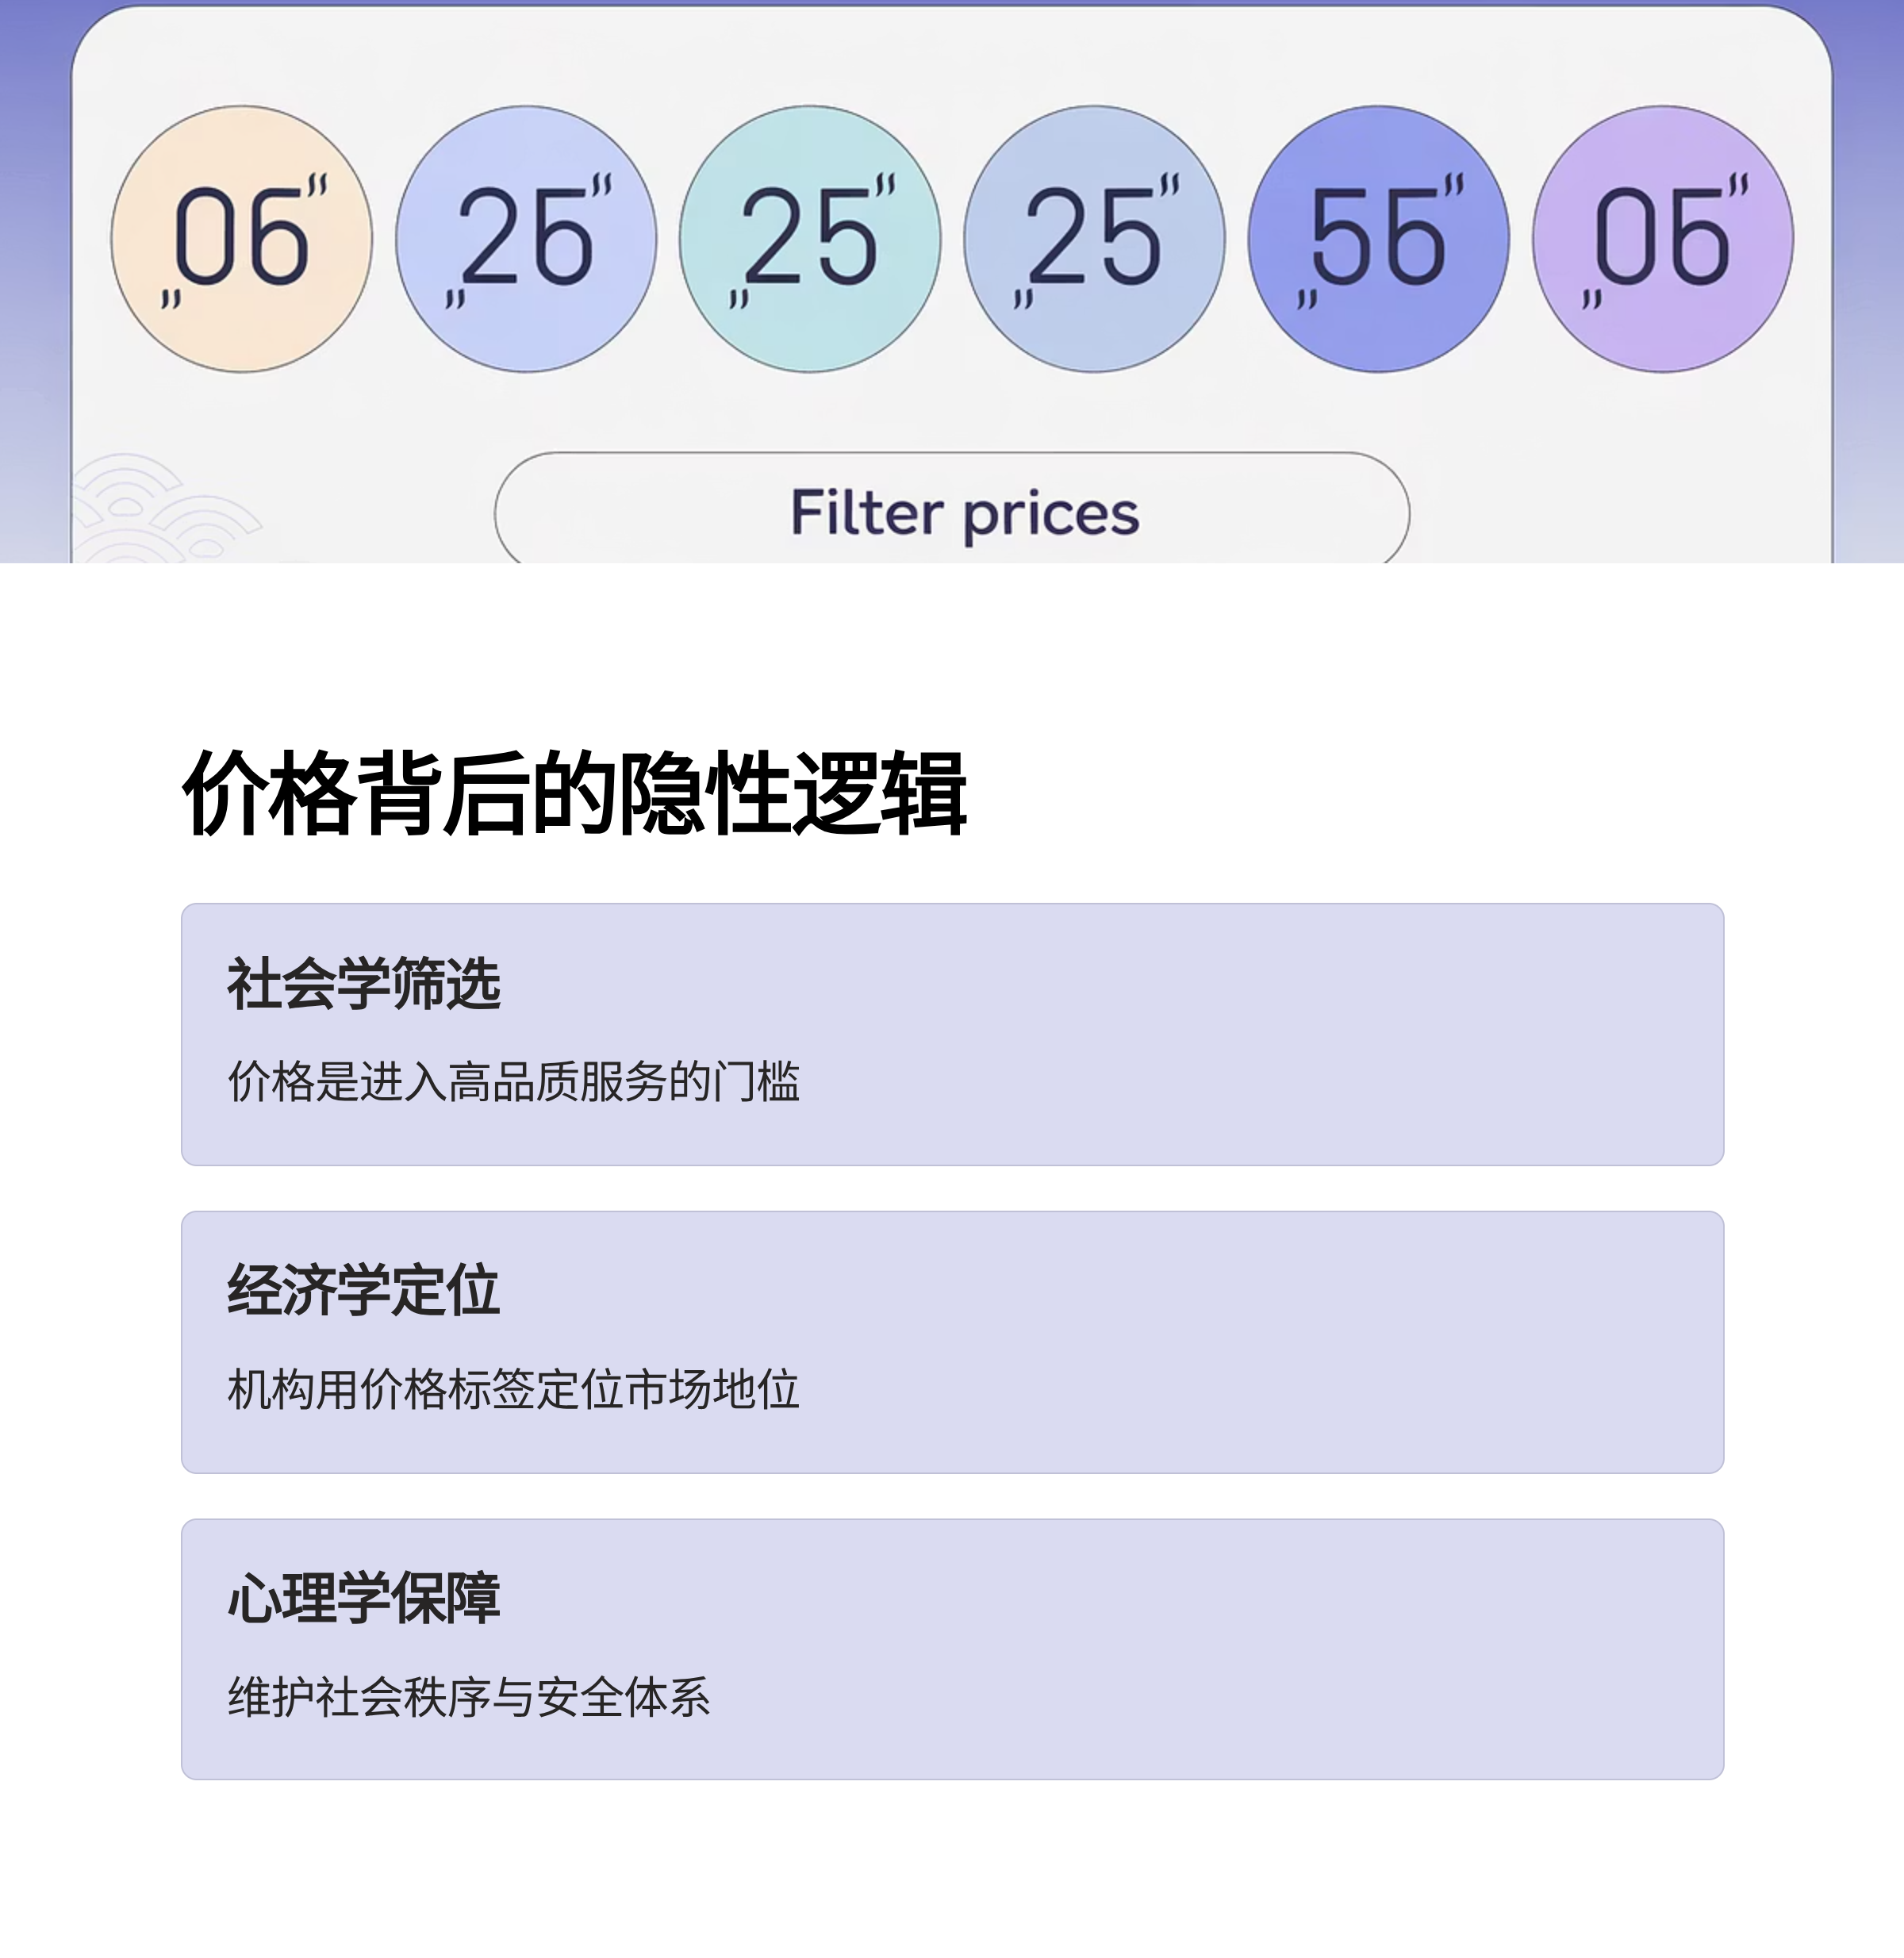 „06〞 „26〞 „25〞 „25〞 „56〞 „06〞
Filter prices
价格背后的隐性逻辑
社会学筛选
价格是进入高品质服务的门槛
经济学定位
机构用价格标签定位市场地位
心理学保障
维护社会秩序与安全体系